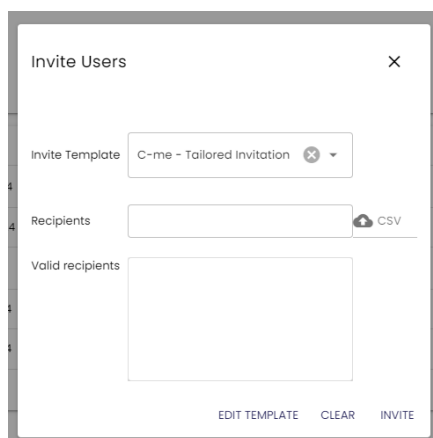 Invite Users
Invite Template C-me - Tailored Invitation
Recipients CSV
Valid recipients
EDIT TEMPLATE CLEAR INVITE